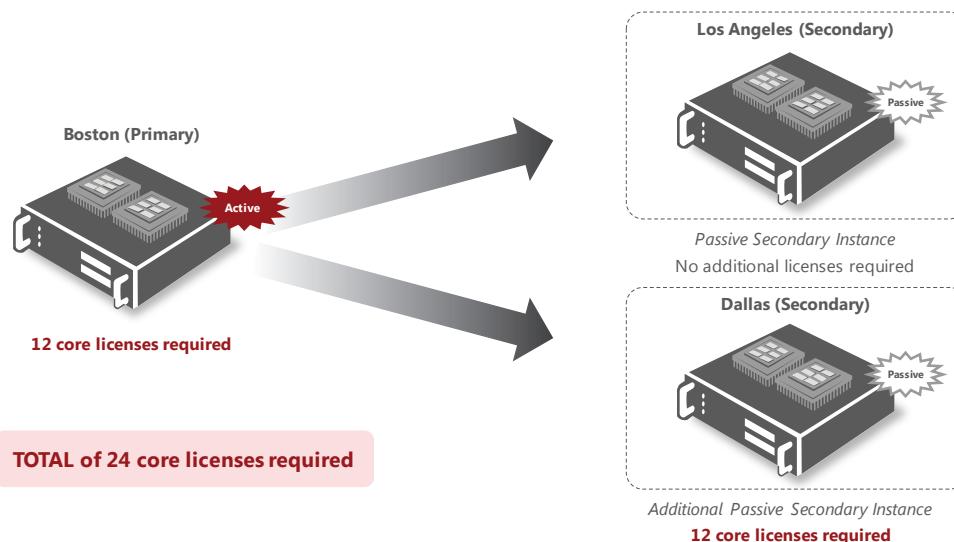 Los Angeles (Secondary)
Passive
Boston (Primary)
Active
Passive Secondary Instance
No additional licenses required
Dallas (Secondary)
12 core licenses required
Passive
TOTAL of 24 core licenses required
Additional Passive Secondary Instance
12 core licenses required